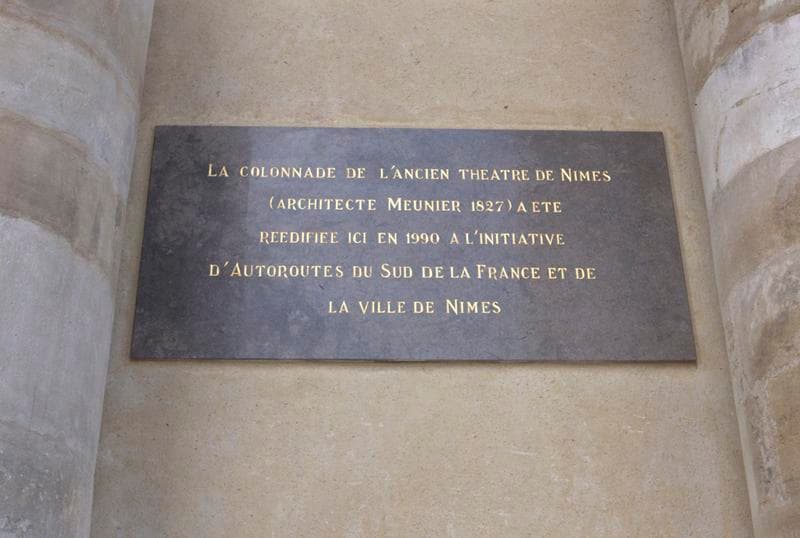 LA COLONNADE DE L'ANCIEN THEATRE DE NIMES
(ARCHITECTE MEUNIER 1827) A ETE
REEDIFIEE ICI EN 1990 A L'INITIATIVE
D'AUTOROUTES DU SUD DE LA FRANCE ET DE
LA VILLE DE NIMES